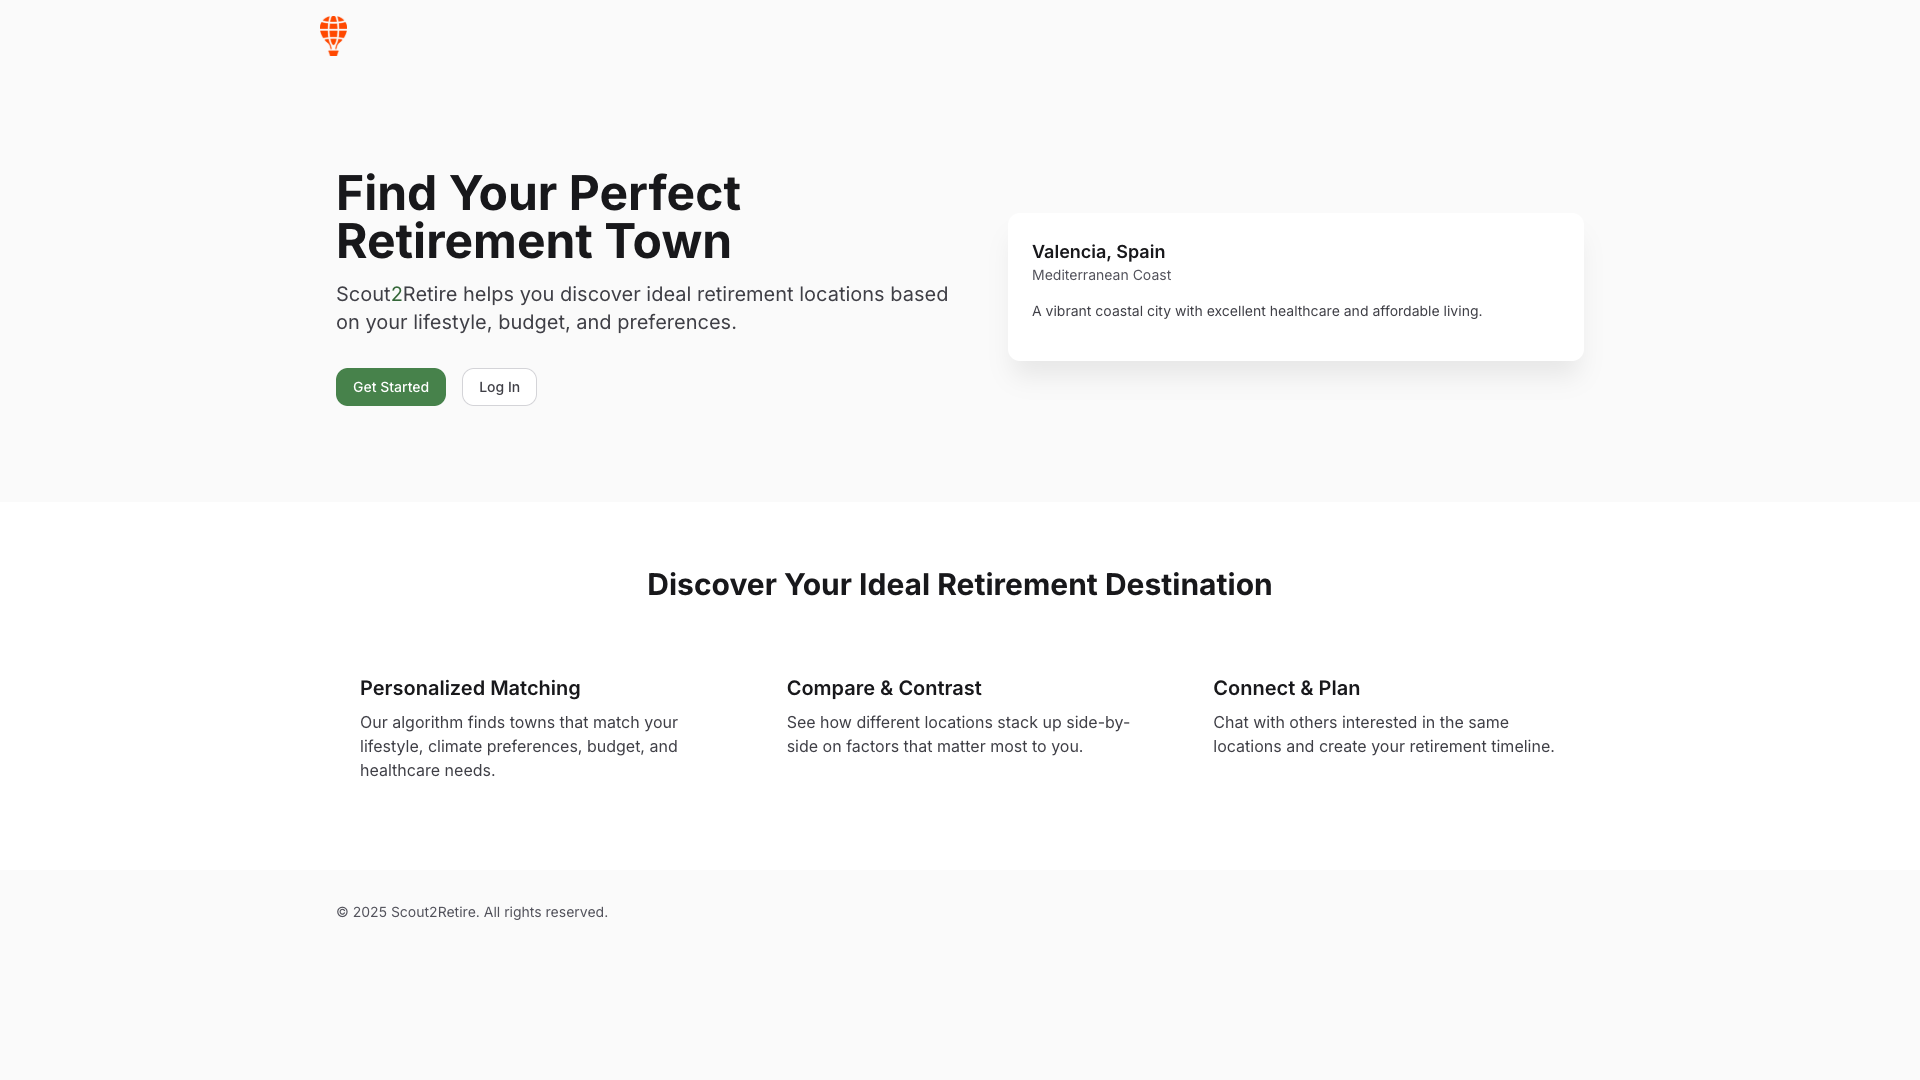 Find Your Perfect
Retirement Town
Scout2Retire helps you discover ideal retirement locations based
on your lifestyle, budget, and preferences.
Get Started
Log In
Valencia, Spain
Mediterranean Coast
A vibrant coastal city with excellent healthcare and affordable living.
Discover Your Ideal Retirement Destination
Personalized Matching
Our algorithm finds towns that match your
lifestyle, climate preferences, budget, and
healthcare needs.
Compare & Contrast
See how different locations stack up side-by-
side on factors that matter most to you.
Connect & Plan
Chat with others interested in the same
locations and create your retirement timeline.
© 2025 Scout2Retire. All rights reserved.